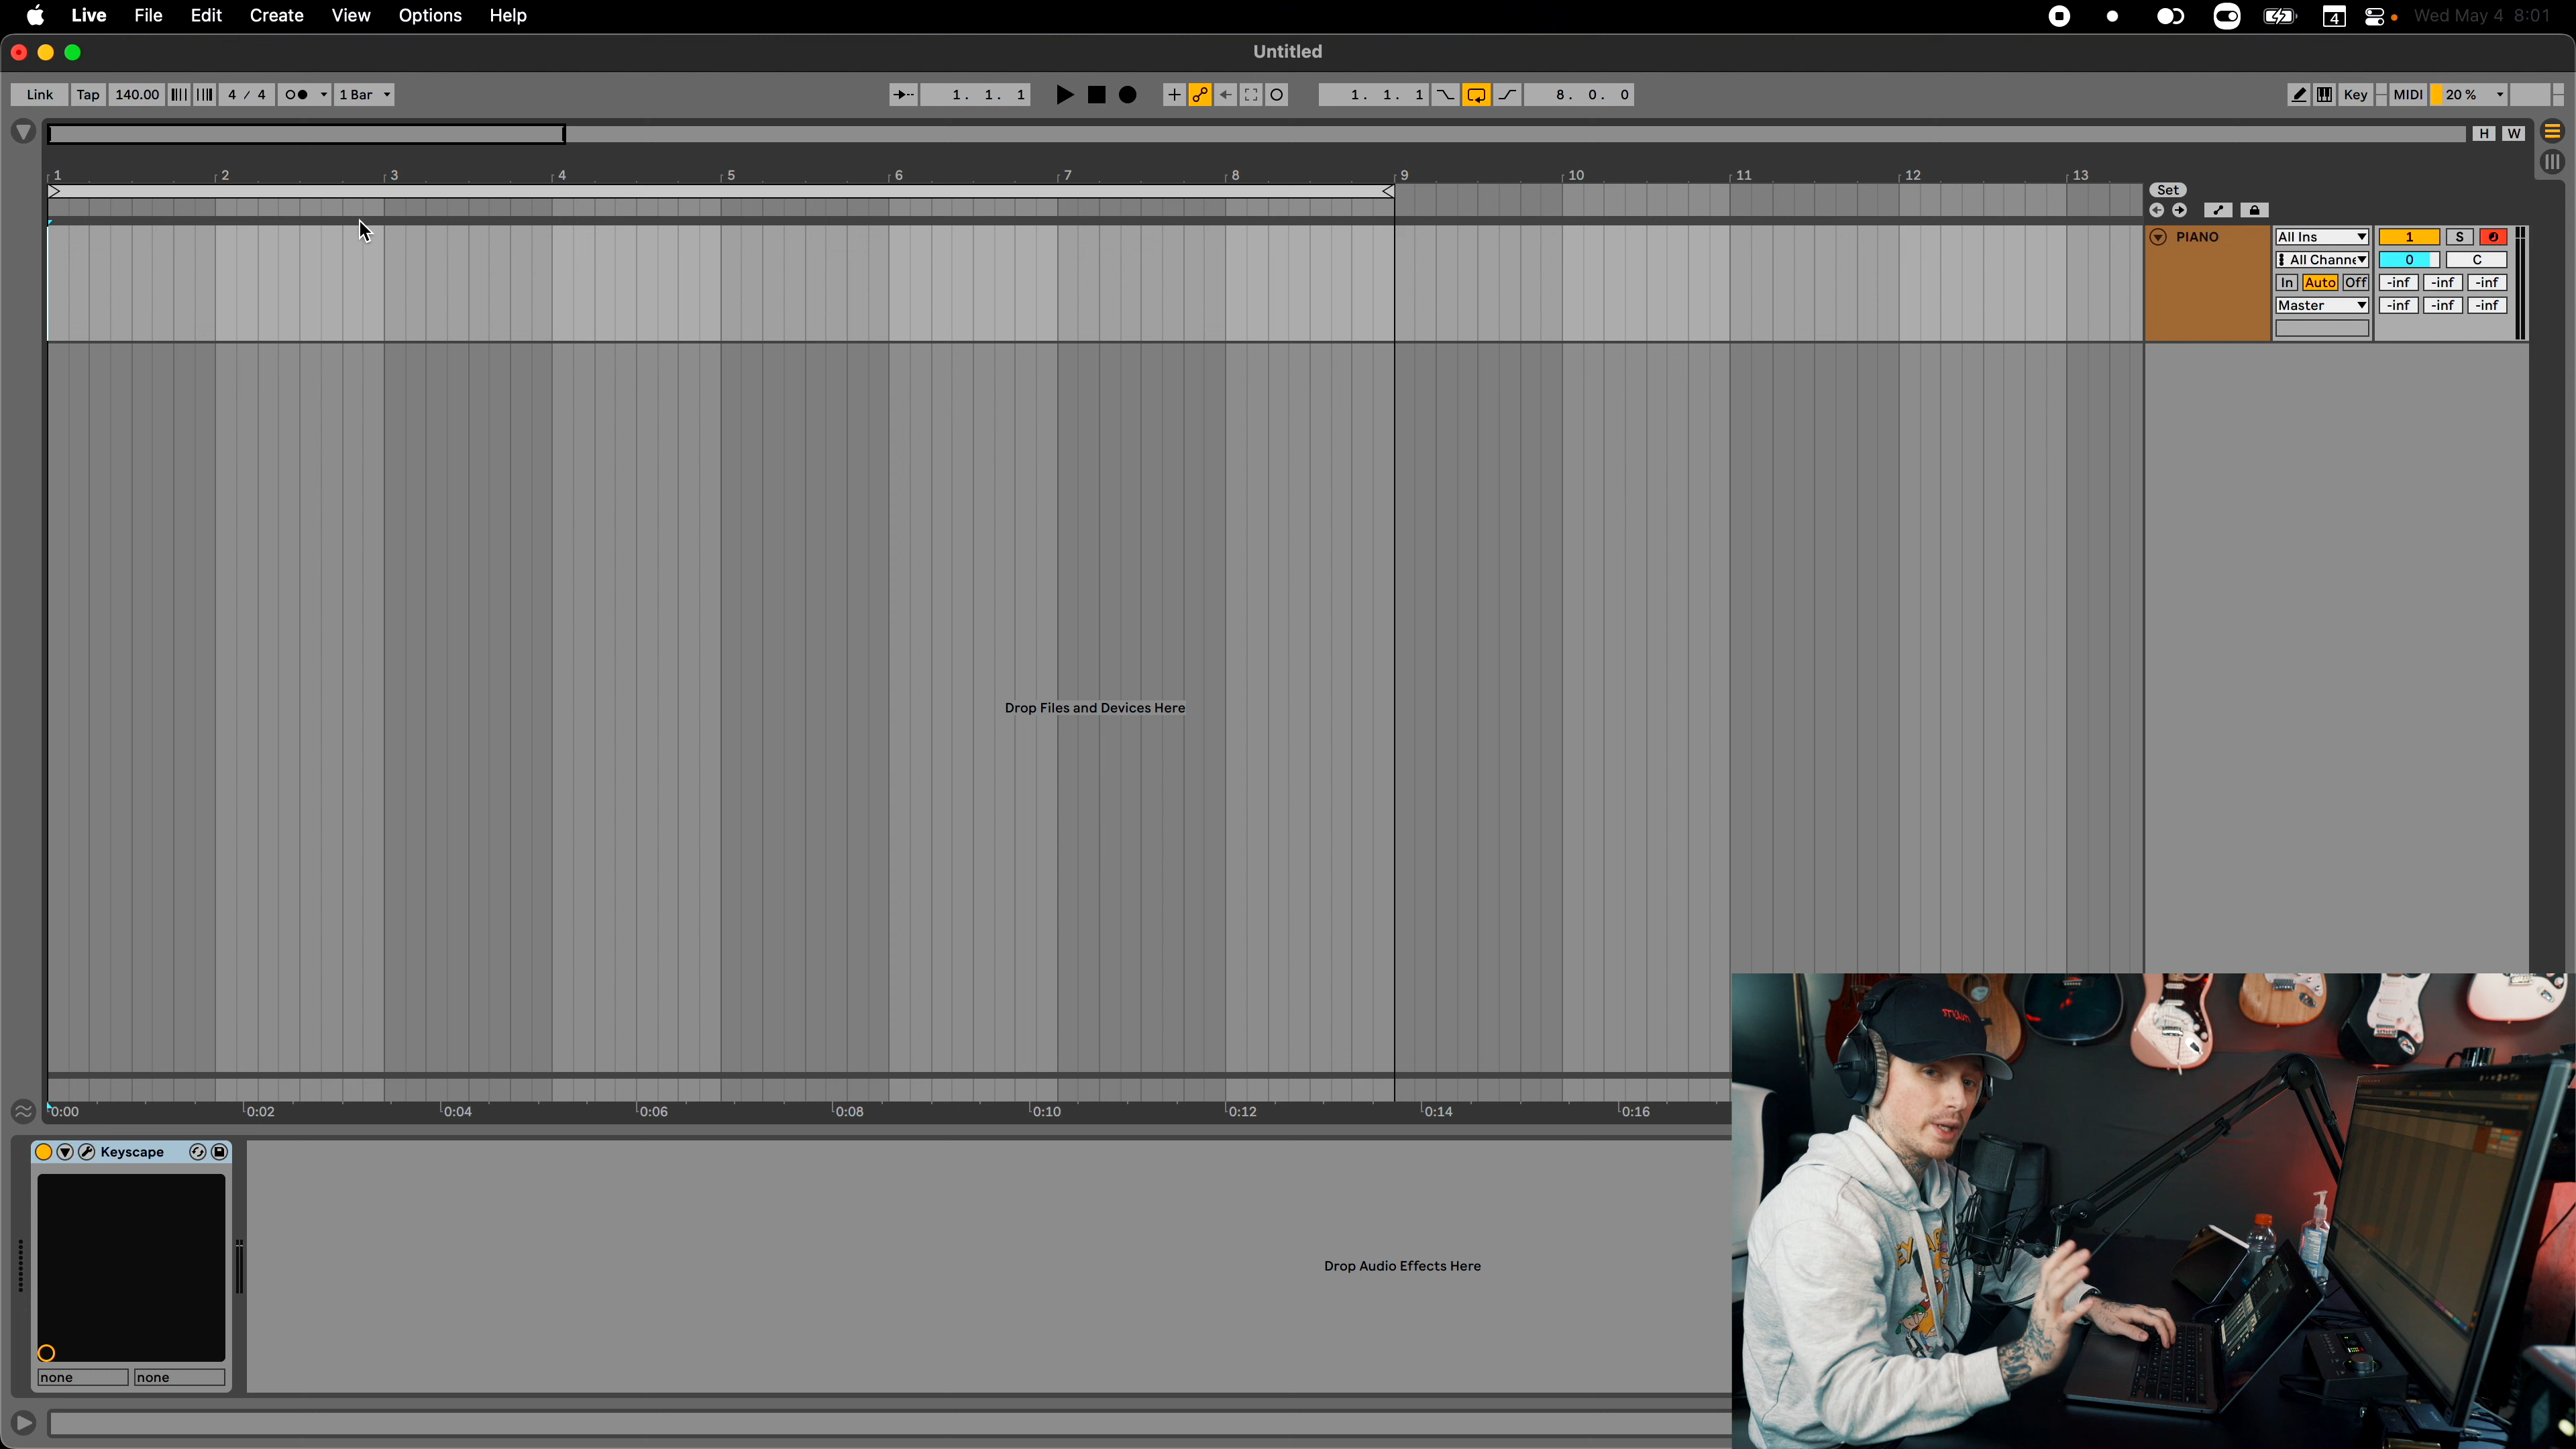 Live File Edit Create View Options Help
4 Wed May 4 8:01
Untitled
Link Tap 140.00 4 / 4 1 Bar 1. 1. 1 1. 1. 1 8. 0. 0 Key MIDI 20 %
H W
1 2 3 4 5 6 7 8 9 10 11 12 13
Set
PIANO All Ins 1 S
All Channe 0 C
In Auto Off -inf -inf -inf
Master -inf -inf -inf
Drop Files and Devices Here
0:00 0:02 0:04 0:06 0:08 0:10 0:12 0:14 0:16
Keyscape
Drop Audio Effects Here
none none